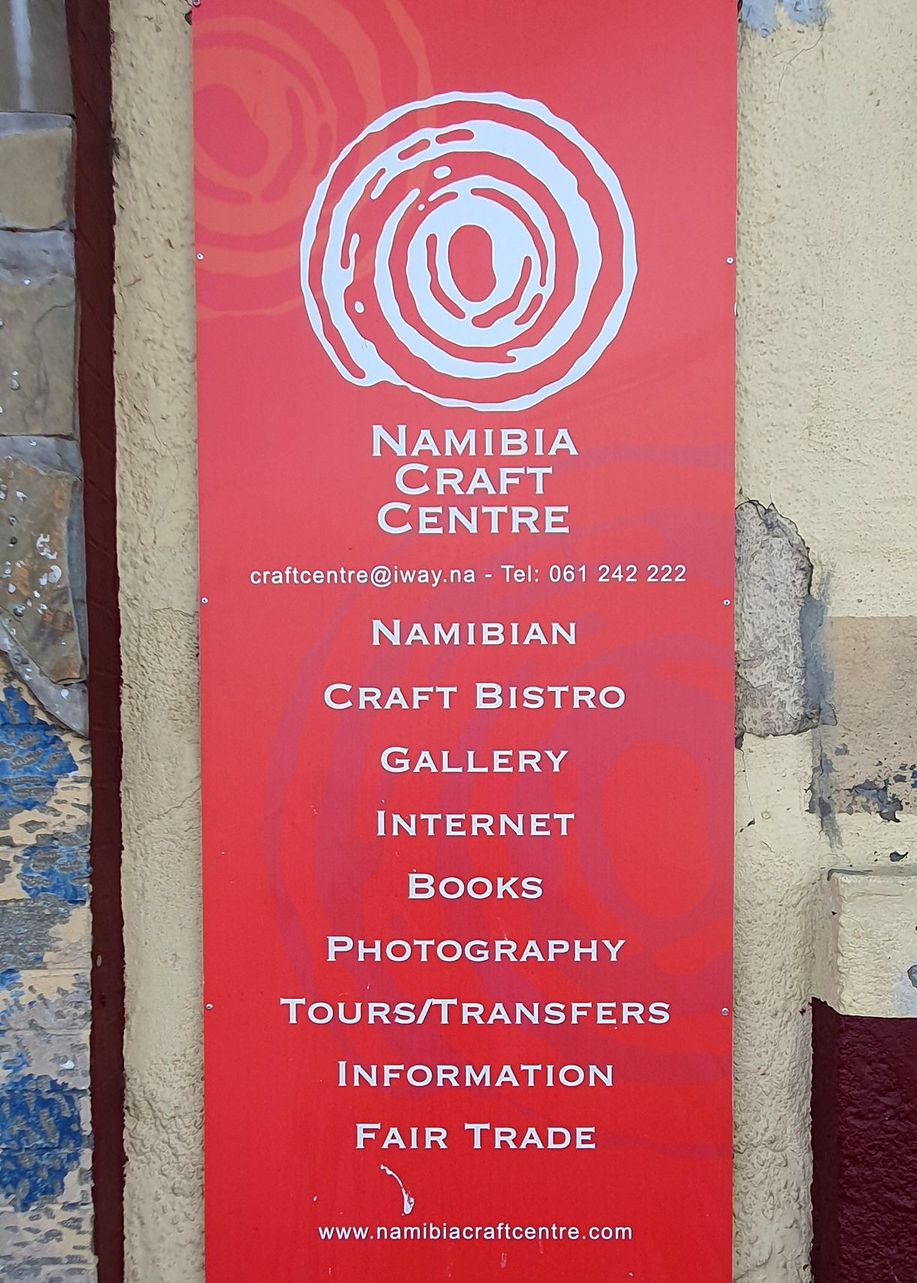 NAMIBIA
CRAFT
CENTRE
craftcentre@iway.na - Tel: 061 242 222
NAMIBIAN
CRAFT BISTRO
GALLERY
INTERNET
BOOKS
PHOTOGRAPHY
TOURS/TRANSFERS
INFORMATION
FAIR TRADE
www.namibiacraftcentre.com